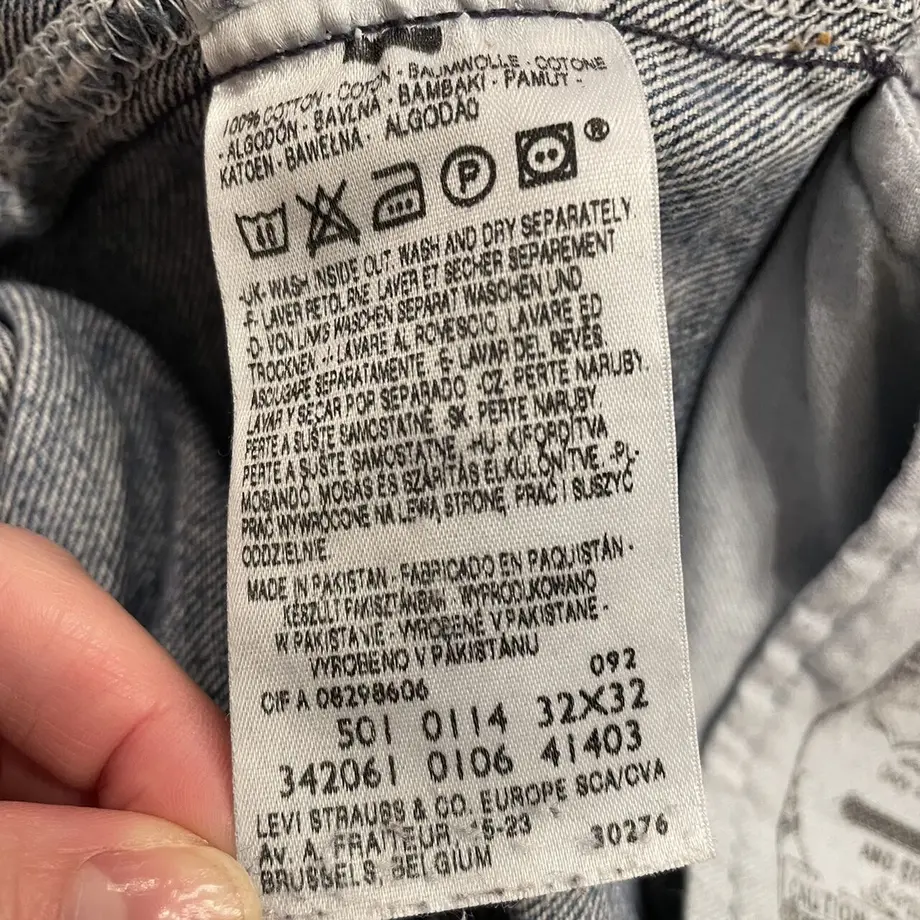 100% COTTON · COTON · BAUMWOLLE · COTONE
· ALGODÓN · BAVLNA · BAMBAKI · PAMUT ·
KATOEN · BAWEŁNA · ALGODÃO
P
®
-UK- WASH INSIDE OUT. WASH AND DRY SEPARATELY.
-F- LAVER RETOURNE. LAVER ET SECHER SEPAREMENT
-D. VON LINKS WASCHEN SEPARAT WASCHEN UND
TROCKNEN -I- LAVARE AL ROVESCIO. LAVARE ED
ASCIUGARE SEPARATAMENTE -E- LAVAR DEL REVES.
LAVAR Y SECAR POR SEPARADO -CZ- PERTE NARUBY.
PERTE A SUŠTE SAMOSTATNĚ -SK- PERTE NARUBY
PERTE A SUŠTE SAMOSTATNE -HU- KIFORDÍTVA
MOSANDÓ. MOSÁS ÉS SZÁRÍTÁS ELKÜLÖNÍTVE -PL-
PRAĆ WYWRÓCONE NA LEWĄ STRONĘ. PRAĆ I SUSZYĆ
ODDZIELNIE
MADE IN PAKISTAN - FABRICADO EN PAQUISTÁN -
KÉSZÜLT PAKISZTÁNBAN - WYPRODUKOWANO
W PAKISTANIE - VYROBENÉ V PAKISTANE -
VYROBENO V PÁKISTÁNU
CIF A 08298606 092
501 0114 32X32
342061 0106 41403
LEVI STRAUSS & CO. EUROPE SCA/CVA
AV. A. FRAITEUR, 15-23 30276
BRUSSELS, BELGIUM